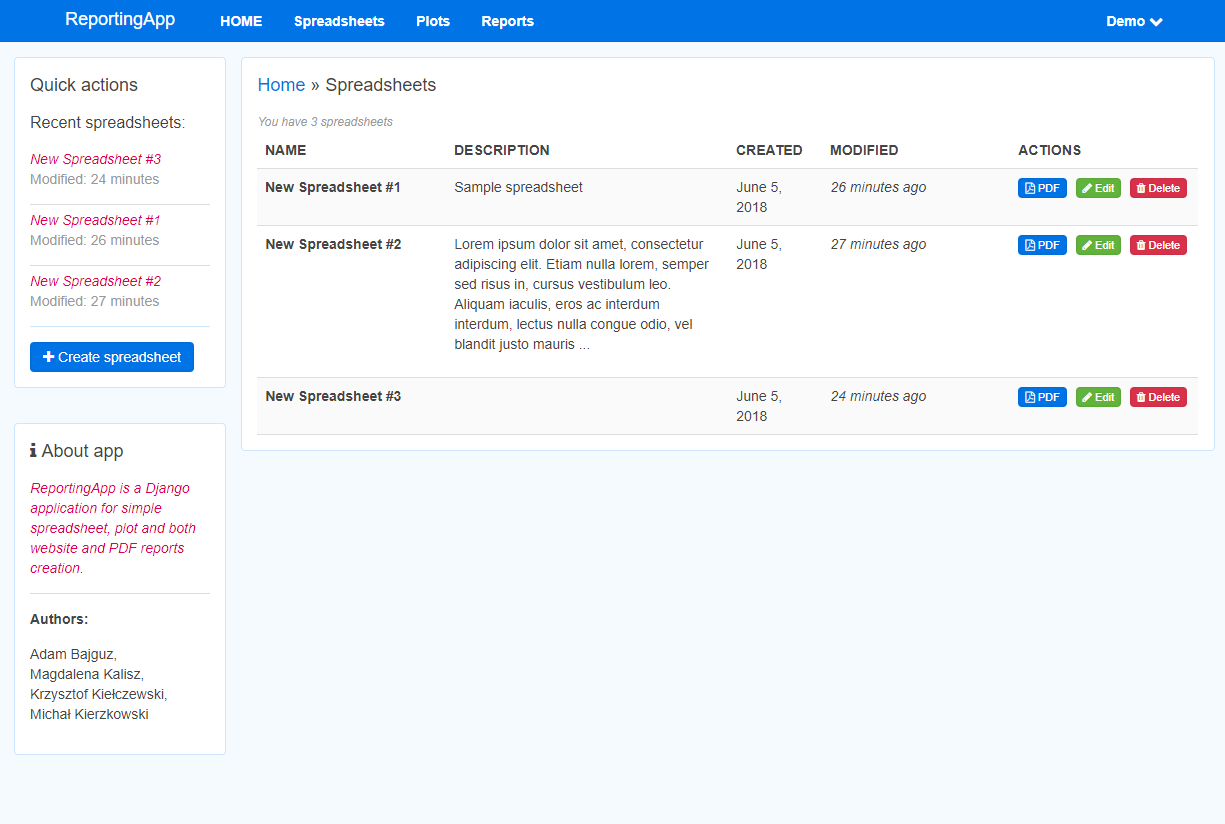 ReportingApp HOME Spreadsheets Plots Reports Demo
Quick actions
Recent spreadsheets:
New Spreadsheet #3
Modified: 24 minutes
New Spreadsheet #1
Modified: 26 minutes
New Spreadsheet #2
Modified: 27 minutes
Create spreadsheet
About app
ReportingApp is a Django
application for simple
spreadsheet, plot and both
website and PDF reports
creation.
Authors:
Adam Bajguz,
Magdalena Kalisz,
Krzysztof Kiełczewski,
Michał Kierzkowski
Home » Spreadsheets
You have 3 spreadsheets
NAME DESCRIPTION CREATED MODIFIED ACTIONS
New Spreadsheet #1 Sample spreadsheet June 5, 26 minutes ago PDF Edit Delete
2018
New Spreadsheet #2 Lorem ipsum dolor sit amet, consectetur June 5, 27 minutes ago PDF Edit Delete
adipiscing elit. Etiam nulla lorem, semper 2018
sed risus in, cursus vestibulum leo.
Aliquam iaculis, eros ac interdum
interdum, lectus nulla congue odio, vel
blandit justo mauris ...
New Spreadsheet #3 June 5, 24 minutes ago PDF Edit Delete
2018